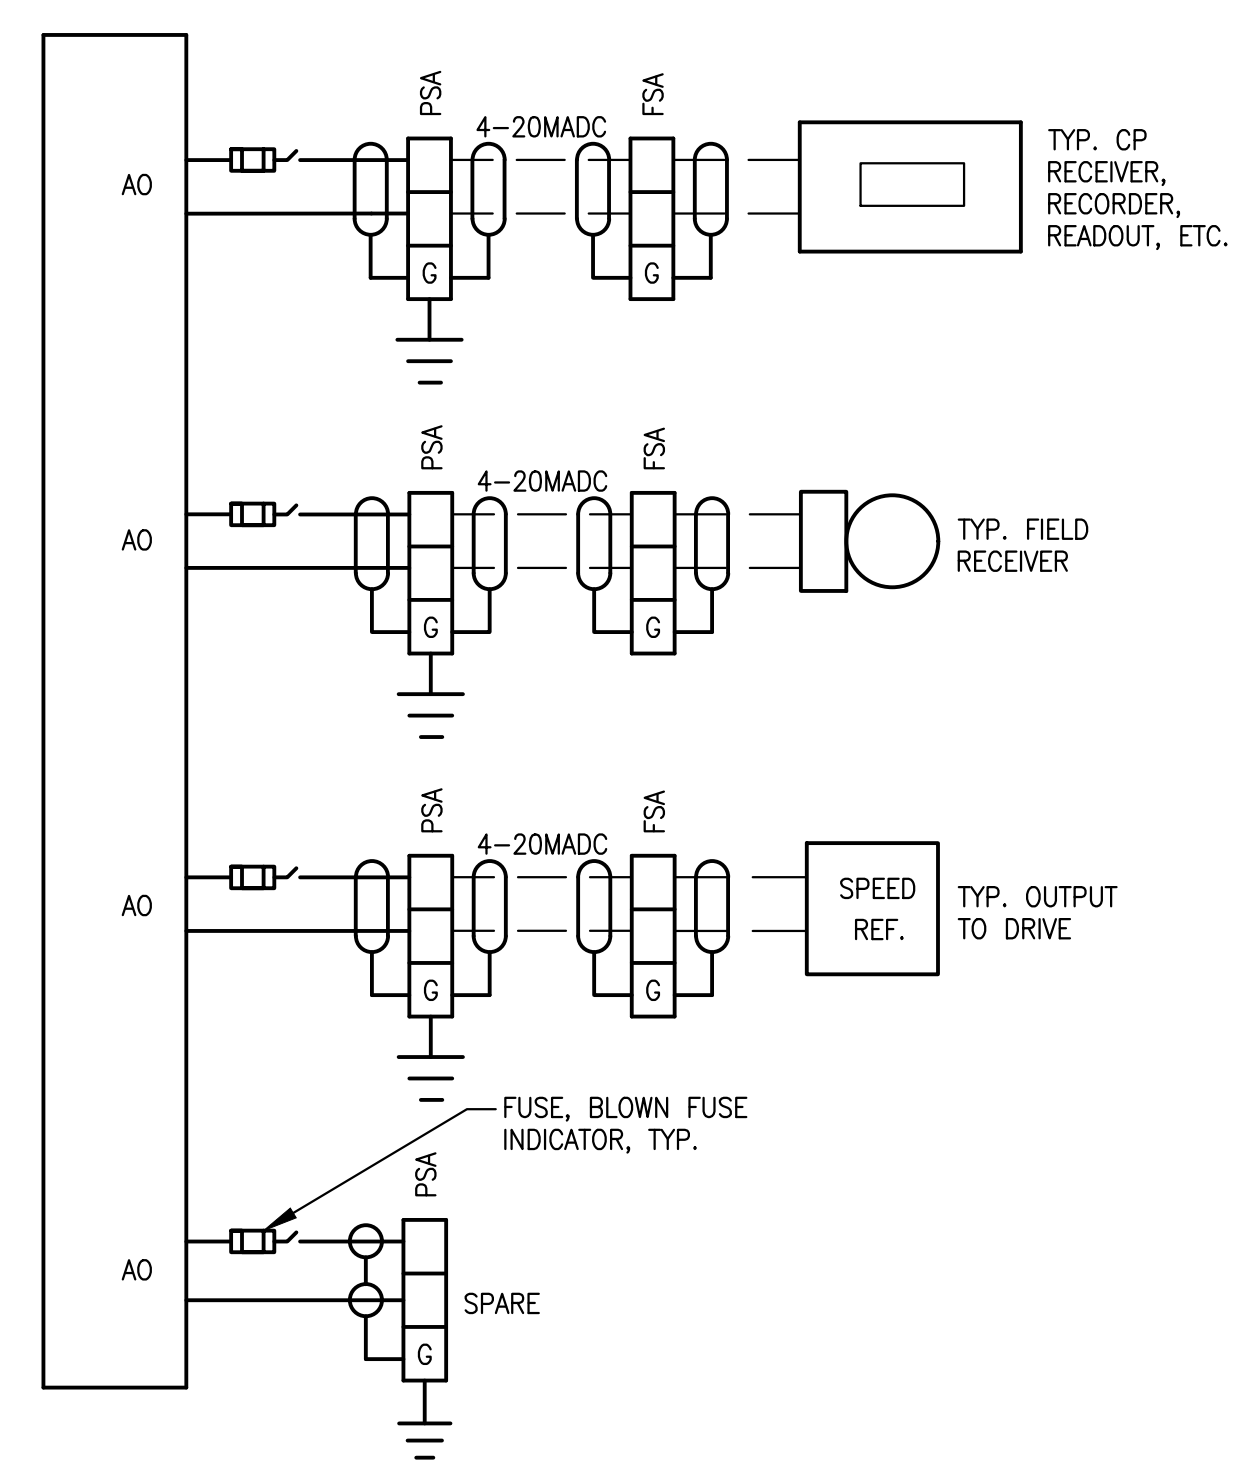 PSA
FSA
4-20MADC
AO
G
G
TYP. CP
RECEIVER,
RECORDER,
READOUT, ETC.
PSA
FSA
4-20MADC
AO
G
G
TYP. FIELD
RECEIVER
PSA
FSA
4-20MADC
AO
G
G
SPEED
REF.
TYP. OUTPUT
TO DRIVE
FUSE, BLOWN FUSE
INDICATOR, TYP.
PSA
AO
SPARE
G